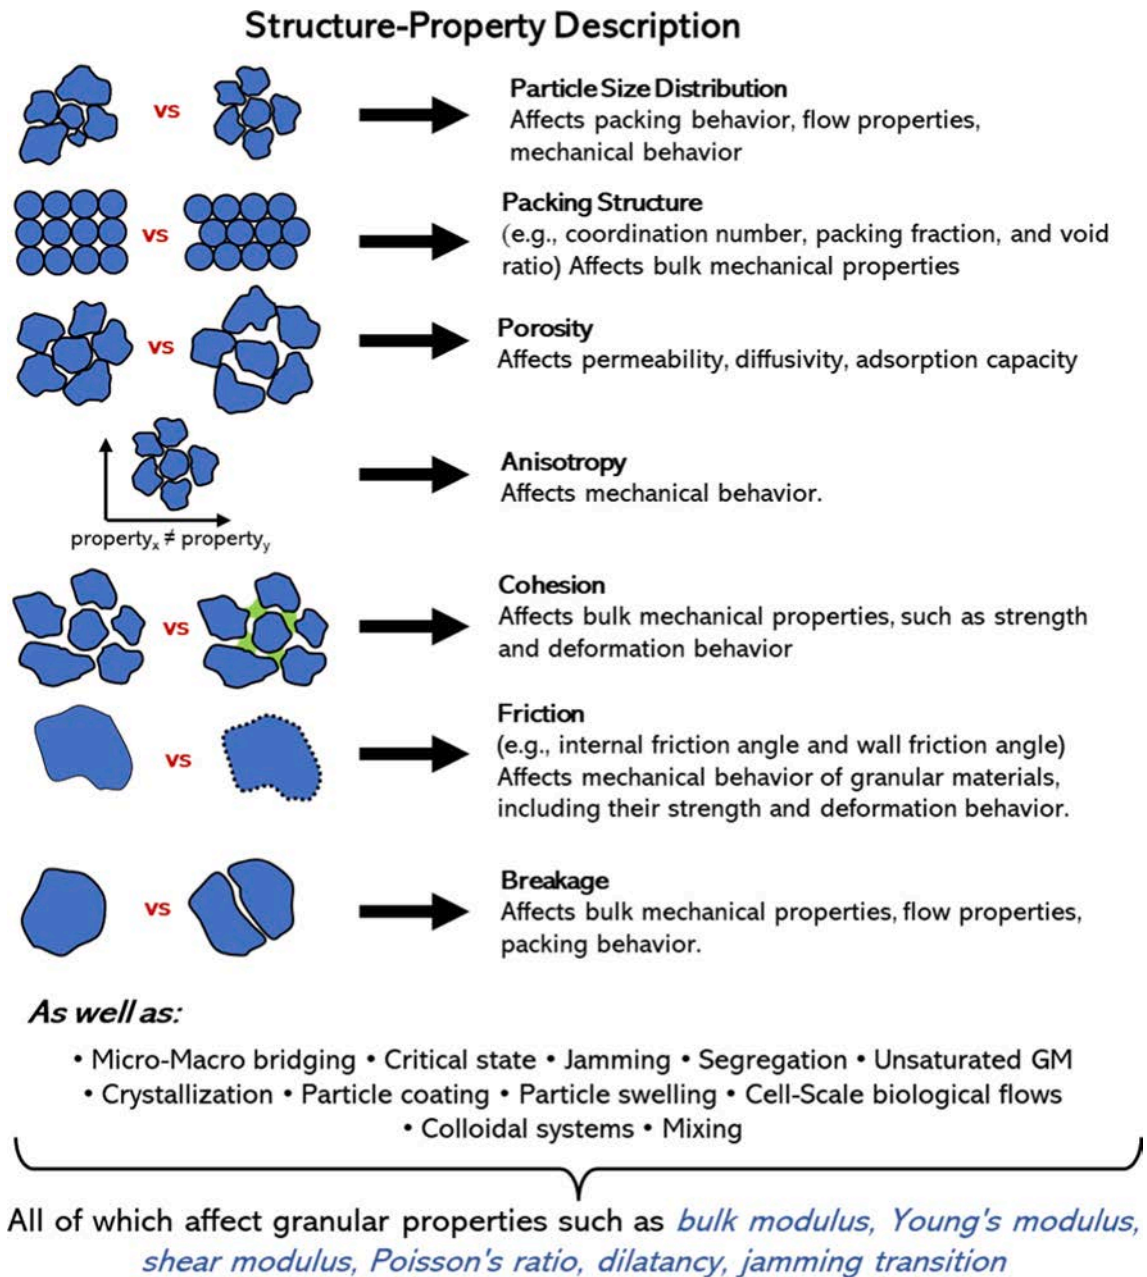 Structure-Property Description
vs
Particle Size Distribution
Affects packing behavior, flow properties,
mechanical behavior
vs
Packing Structure
(e.g., coordination number, packing fraction, and void
ratio) Affects bulk mechanical properties
vs
Porosity
Affects permeability, diffusivity, adsorption capacity
propertyₓ ≠ propertyᵧ
Anisotropy
Affects mechanical behavior.
vs
Cohesion
Affects bulk mechanical properties, such as strength
and deformation behavior
vs
Friction
(e.g., internal friction angle and wall friction angle)
Affects mechanical behavior of granular materials,
including their strength and deformation behavior.
vs
Breakage
Affects bulk mechanical properties, flow properties,
packing behavior.
As well as:
• Micro-Macro bridging • Critical state • Jamming • Segregation • Unsaturated GM
• Crystallization • Particle coating • Particle swelling • Cell-Scale biological flows
• Colloidal systems • Mixing
All of which affect granular properties such as bulk modulus, Young's modulus,
shear modulus, Poisson's ratio, dilatancy, jamming transition